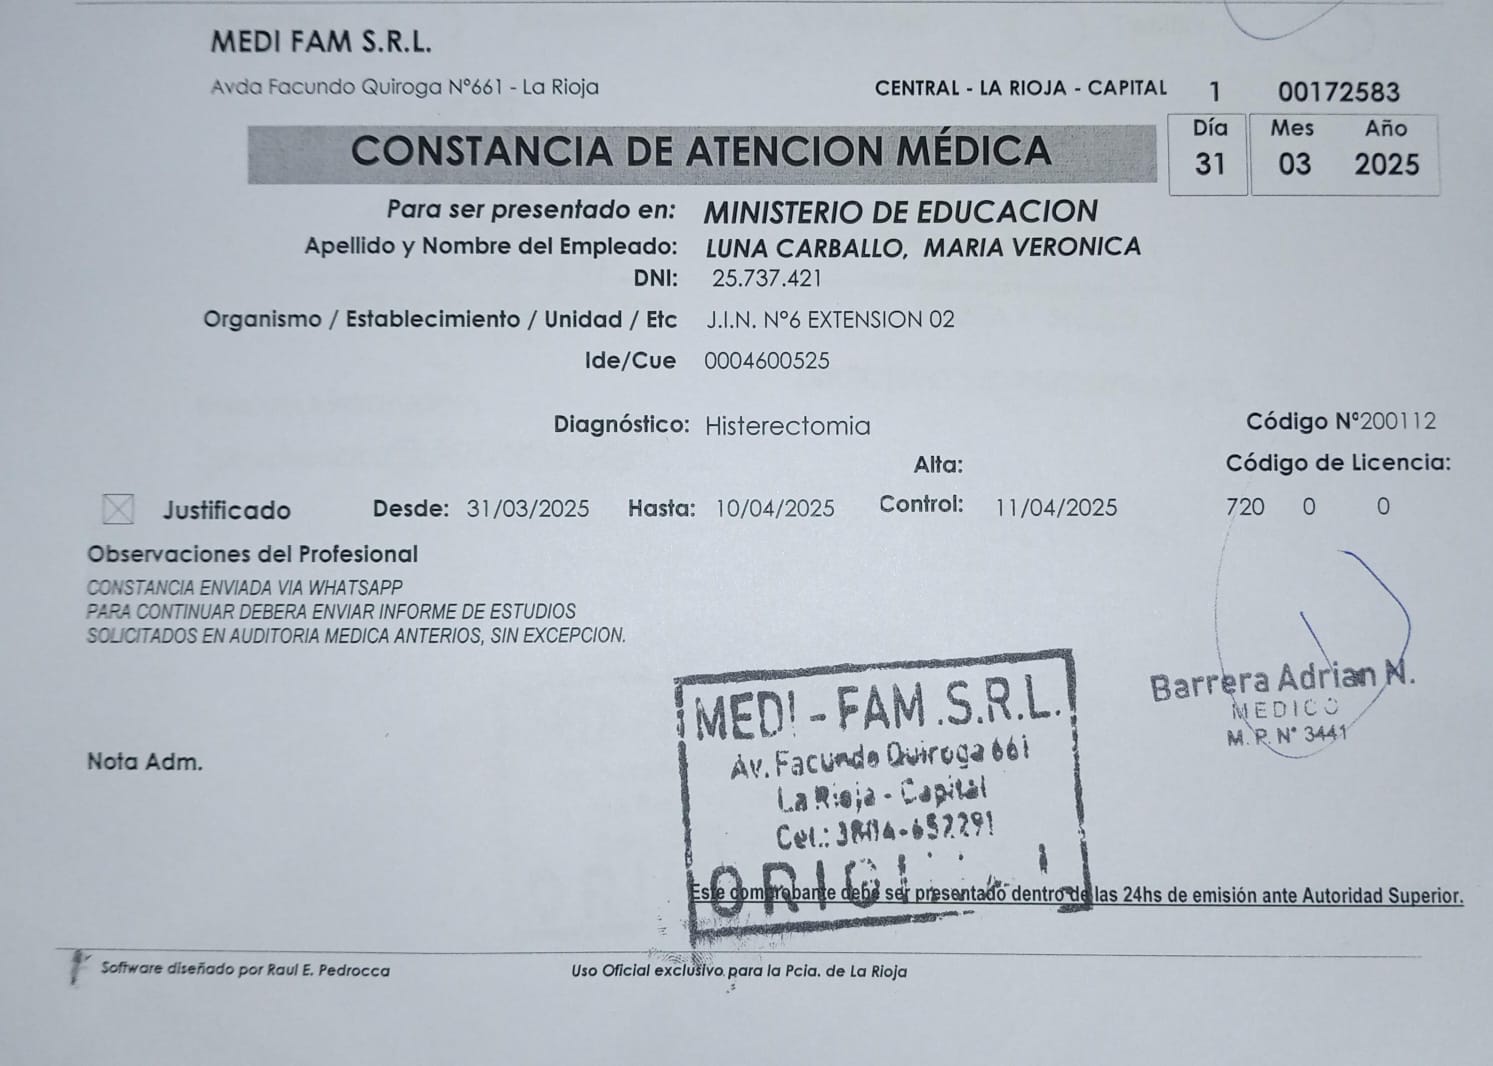 MEDI FAM S.R.L.
Avda Facundo Quiroga Nº661 - La Rioja
CENTRAL - LA RIOJA - CAPITAL 1 00172583
CONSTANCIA DE ATENCION MÉDICA
Día Mes Año
31 03 2025
Para ser presentado en: MINISTERIO DE EDUCACION
Apellido y Nombre del Empleado: LUNA CARBALLO, MARIA VERONICA
DNI: 25.737.421
Organismo / Establecimiento / Unidad / Etc J.I.N. Nº6 EXTENSION 02
Ide/Cue 0004600525
Diagnóstico: Histerectomia Código Nº200112
Alta: Código de Licencia:
Justificado Desde: 31/03/2025 Hasta: 10/04/2025 Control: 11/04/2025 720 0 0
Observaciones del Profesional
CONSTANCIA ENVIADA VIA WHATSAPP
PARA CONTINUAR DEBERA ENVIAR INFORME DE ESTUDIOS
SOLICITADOS EN AUDITORIA MEDICA ANTERIOS, SIN EXCEPCION.
Barrera Adrian N.
MEDICO
M. P. N° 3441
MEDI - FAM .S.R.L.
Av. Facundo Quiroga 661
La Rioja - Capital
Cel.:
Nota Adm.
Este comprobante debe ser presentado dentro de las 24hs de emisión ante Autoridad Superior.
Software diseñado por Raul E. Pedrocca
Uso Oficial exclusivo para la Pcia. de La Rioja